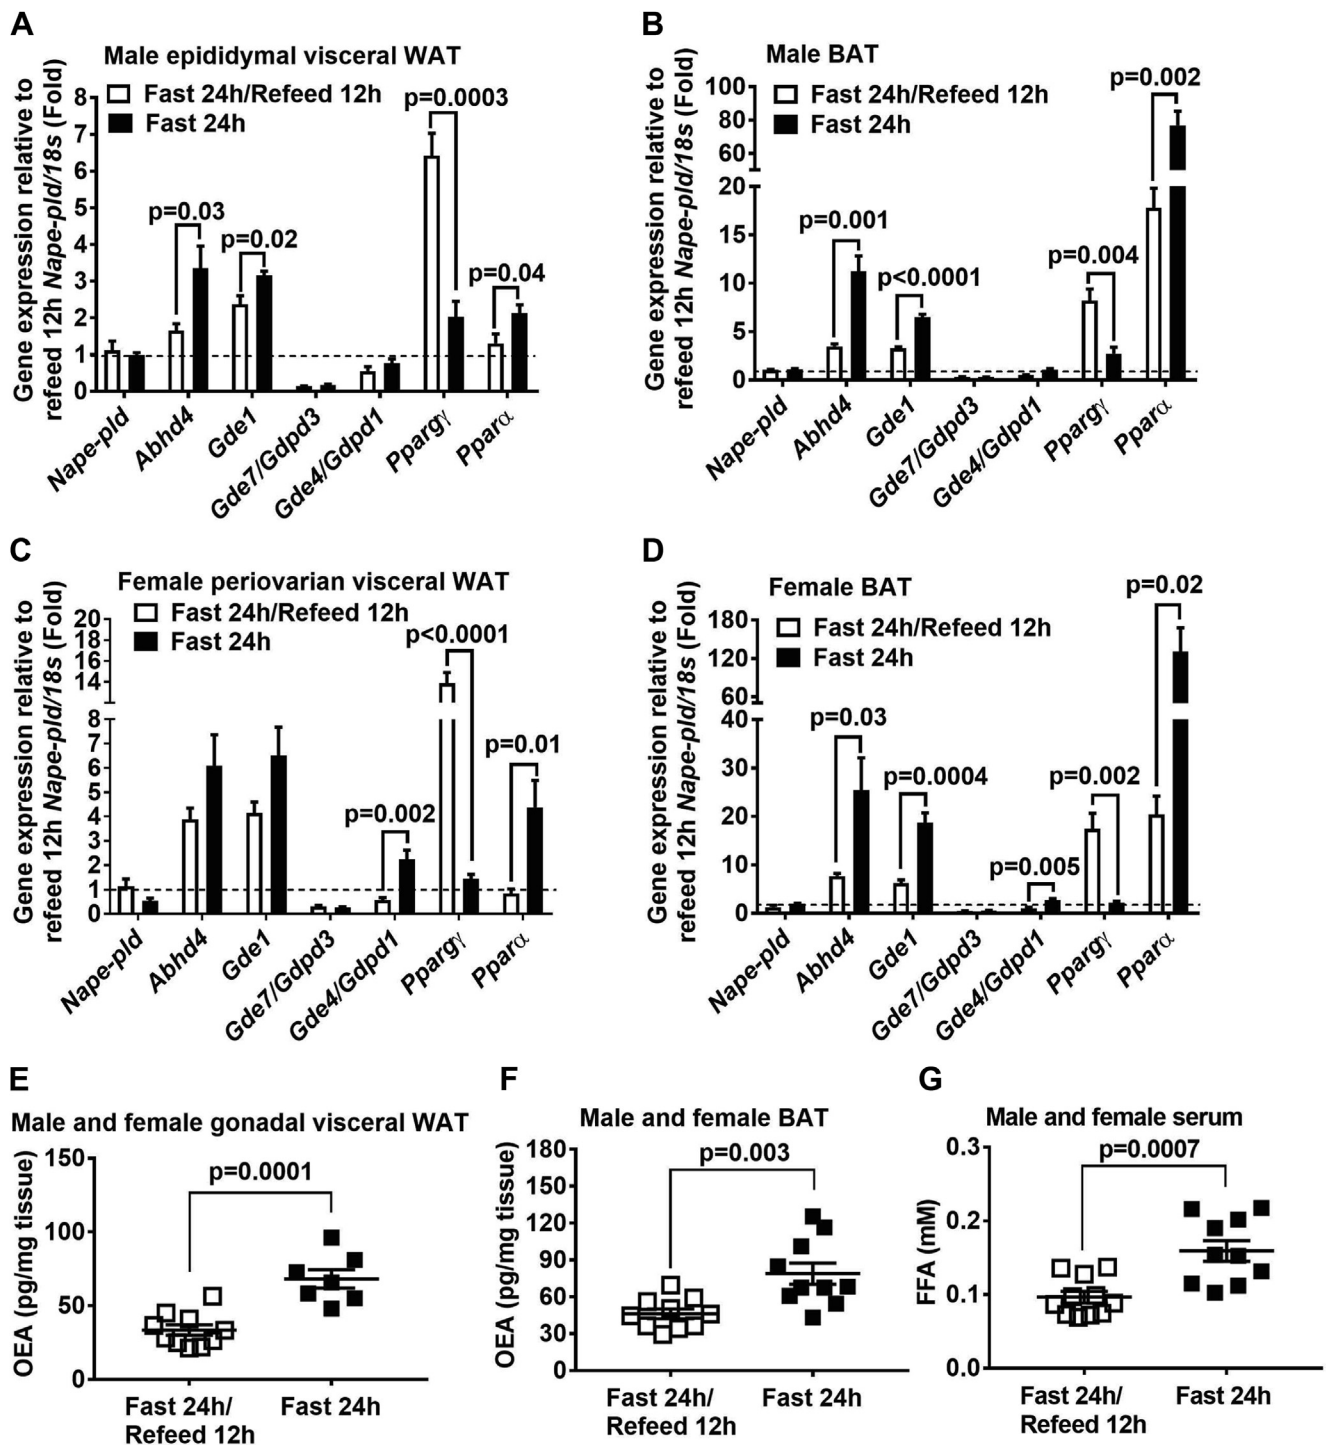 A
Male epididymal visceral WAT
Gene expression relative to
refeed 12h Nape-pld/18s (Fold)
Fast 24h/Refeed 12h
Fast 24h
8
7
6
5
4
3
2
1
0
p=0.03
p=0.02
p=0.0003
p=0.04
Nape-pld
Abhd4
Gde1
Gde7/Gdpd3
Gde4/Gdpd1
Pparγ
Pparα
B
Male BAT
Gene expression relative to
refeed 12h Nape-pld/18s (Fold)
Fast 24h/Refeed 12h
Fast 24h
100
80
60
20
15
10
5
0
p=0.001
p<0.0001
p=0.004
p=0.002
Nape-pld
Abhd4
Gde1
Gde7/Gdpd3
Gde4/Gdpd1
Pparγ
Pparα
C
Female periovarian visceral WAT
Gene expression relative to
refeed 12h Nape-pld/18s (Fold)
Fast 24h/Refeed 12h
Fast 24h
20
18
16
14
8
7
6
5
4
3
2
1
0
p=0.002
p<0.0001
p=0.01
Nape-pld
Abhd4
Gde1
Gde7/Gdpd3
Gde4/Gdpd1
Pparγ
Pparα
D
Female BAT
Gene expression relative to
refeed 12h Nape-pld/18s (Fold)
Fast 24h/Refeed 12h
Fast 24h
180
120
60
40
30
20
10
0
p=0.03
p=0.0004
p=0.005
p=0.002
p=0.02
Nape-pld
Abhd4
Gde1
Gde7/Gdpd3
Gde4/Gdpd1
Pparγ
Pparα
E
Male and female gonadal visceral WAT
OEA (pg/mg tissue)
150
100
50
0
p=0.0001
Fast 24h/
Refeed 12h
Fast 24h
F
Male and female BAT
OEA (pg/mg tissue)
180
150
120
90
60
30
0
p=0.003
Fast 24h/
Refeed 12h
Fast 24h
G
Male and female serum
FFA (mM)
0.3
0.2
0.1
0.0
p=0.0007
Fast 24h/
Refeed 12h
Fast 24h